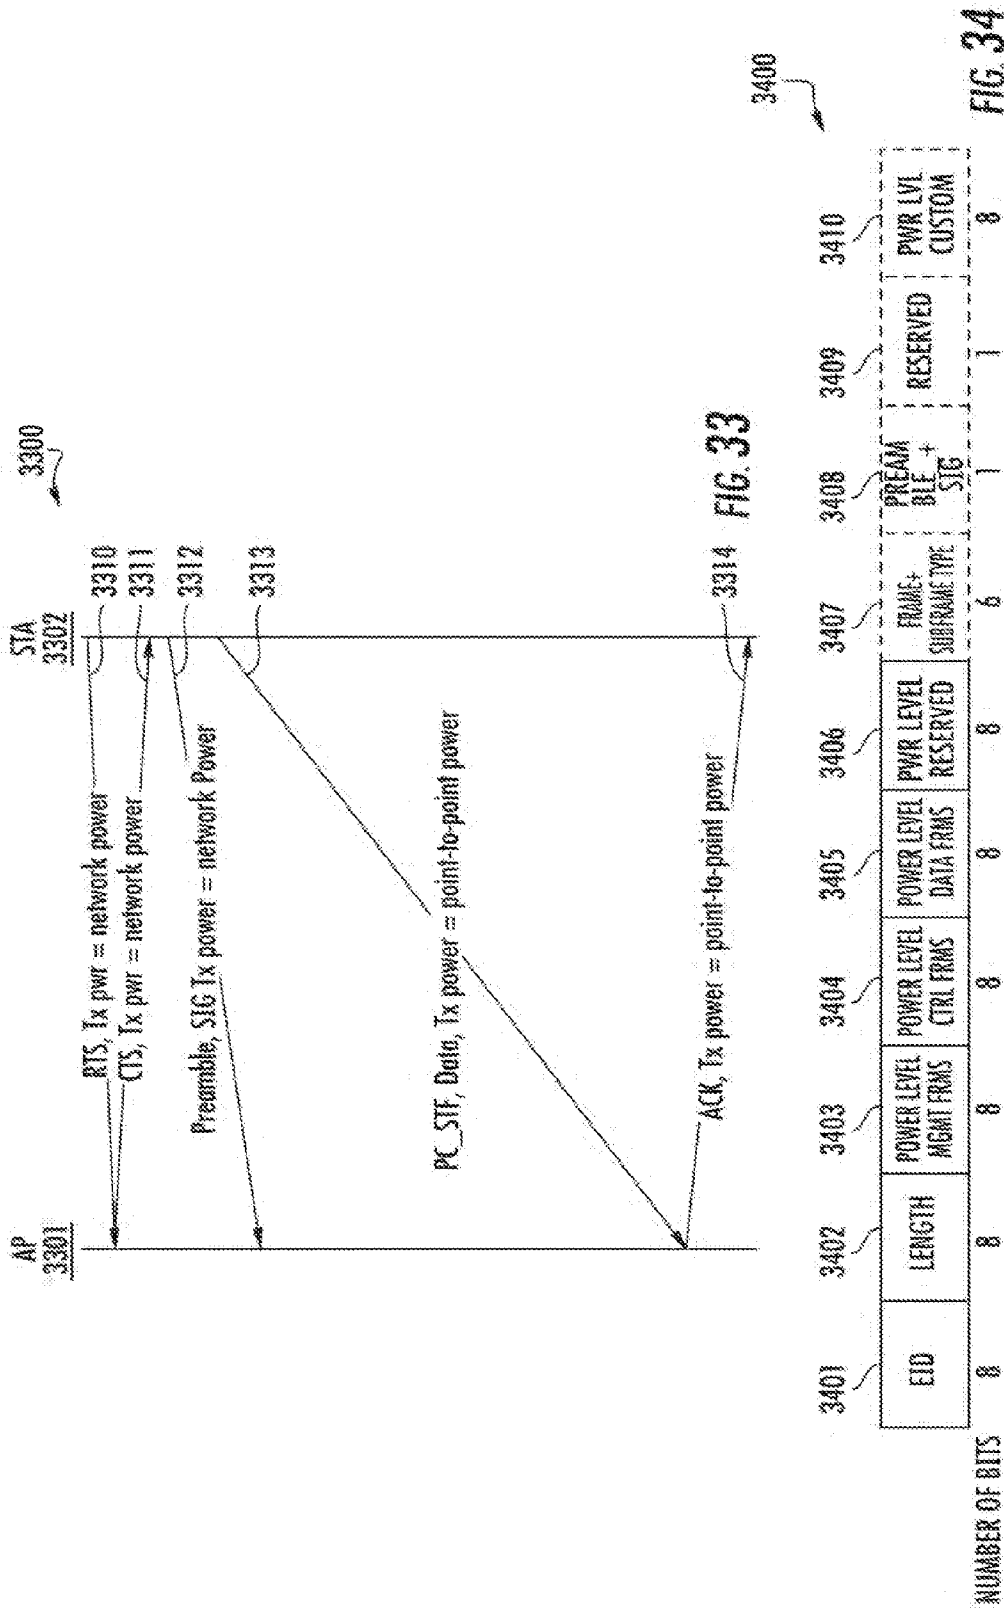 AP
3301
STA
3302
3300
RTS, Tx pwr = network power
3310
CTS, Tx pwr = network power
3311
Preamble, SIG Tx power = network Power
3312
3313
PC_STF, Data, Tx power = point-to-point power
ACK, Tx power = point-to-point power
3314
FIG. 33
3400
3401
3402
3403
3404
3405
3406
3407
3408
3409
3410
EID
LENGTH
POWER LEVEL
MGMT FRMS
POWER LEVEL
CTRL FRMS
POWER LEVEL
DATA FRMS
PWR LEVEL
RESERVED
FRAME+
SUBFRAME TYPE
PREAM
BLE +
SIG
RESERVED
PWR LVL
CUSTOM
NUMBER OF BITS
8
8
8
8
8
8
6
1
1
8
FIG. 34